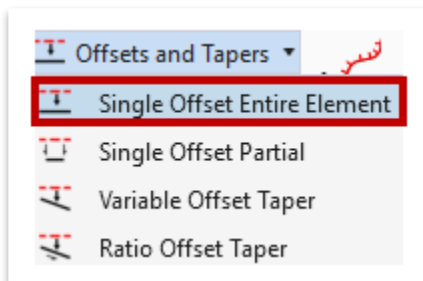 Offsets and Tapers
Single Offset Entire Element
Single Offset Partial
Variable Offset Taper
Ratio Offset Taper